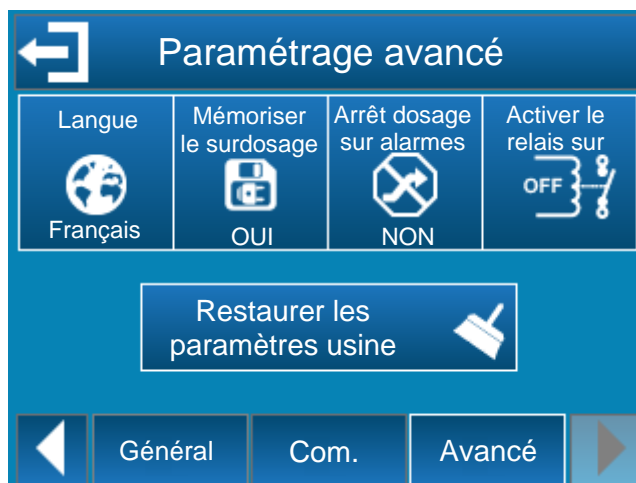 Paramétrage avancé
Langue
Français
Mémoriser
le surdosage
OUI
Arrêt dosage
sur alarmes
NON
Activer le
relais sur
OFF
Restaurer les
paramètres usine
Général
Com.
Avancé